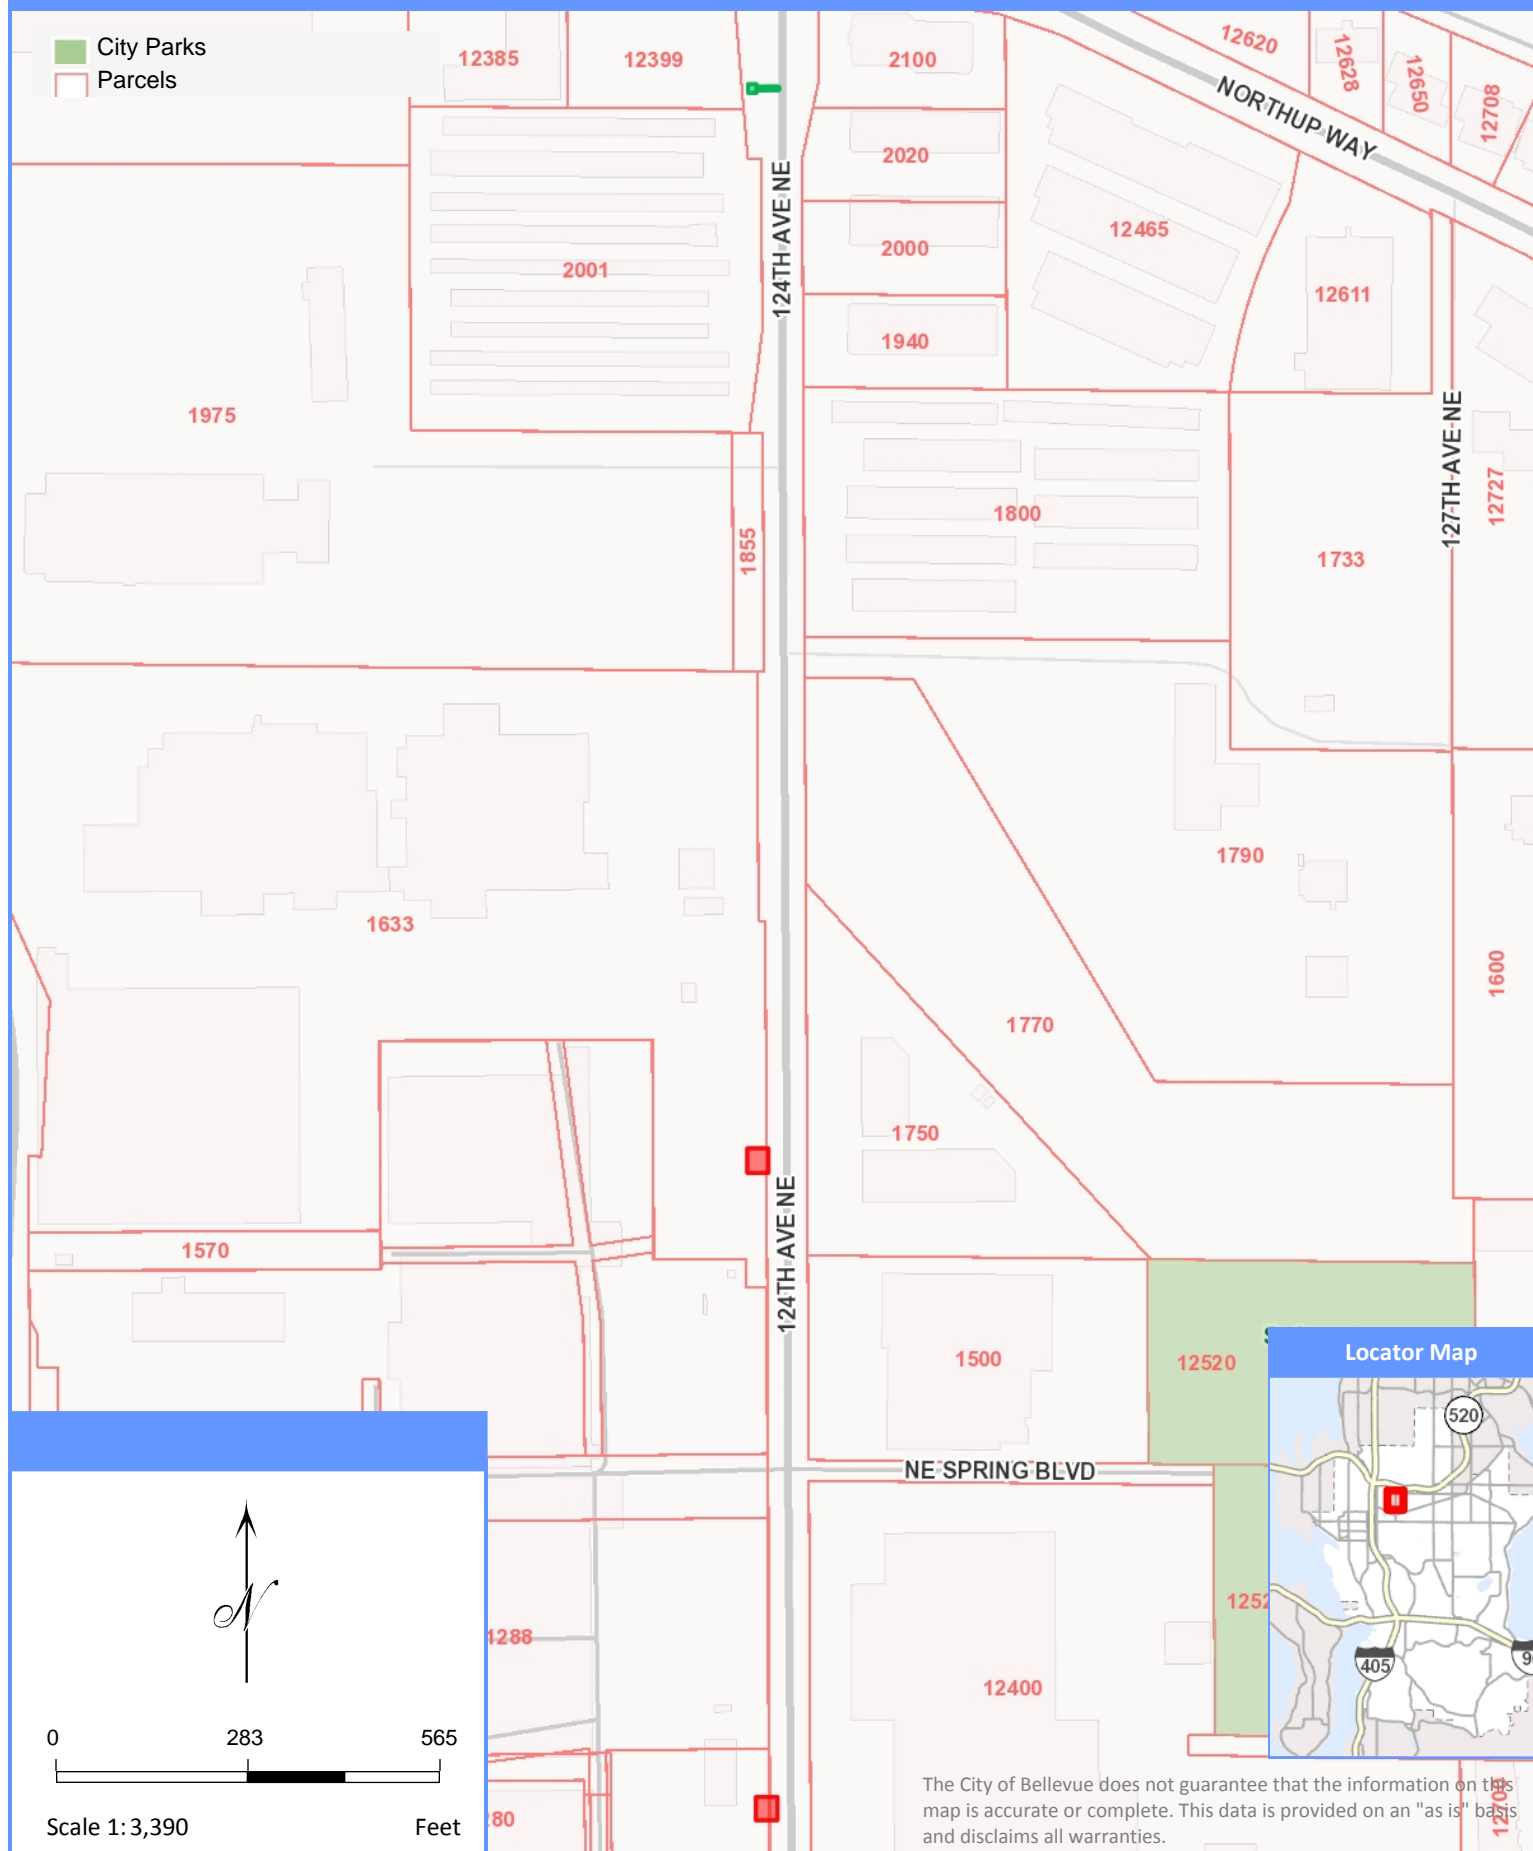 City Parks
Parcels
12385
12399
2100
12620
12628
12650
12708
NORTHUP WAY
2020
124TH AVE NE
2000
12465
2001
12611
1940
1975
127TH AVE NE
12727
1800
1855
1733
1790
1633
1600
1770
1750
124TH AVE NE
1570
12520
1500
Locator Map
520
NE SPRING BLVD
405
1288
12400
N
0 283 565
Scale 1:3,390 Feet
The City of Bellevue does not guarantee that the information on this
map is accurate or complete. This data is provided on an "as is" basis
and disclaims all warranties.